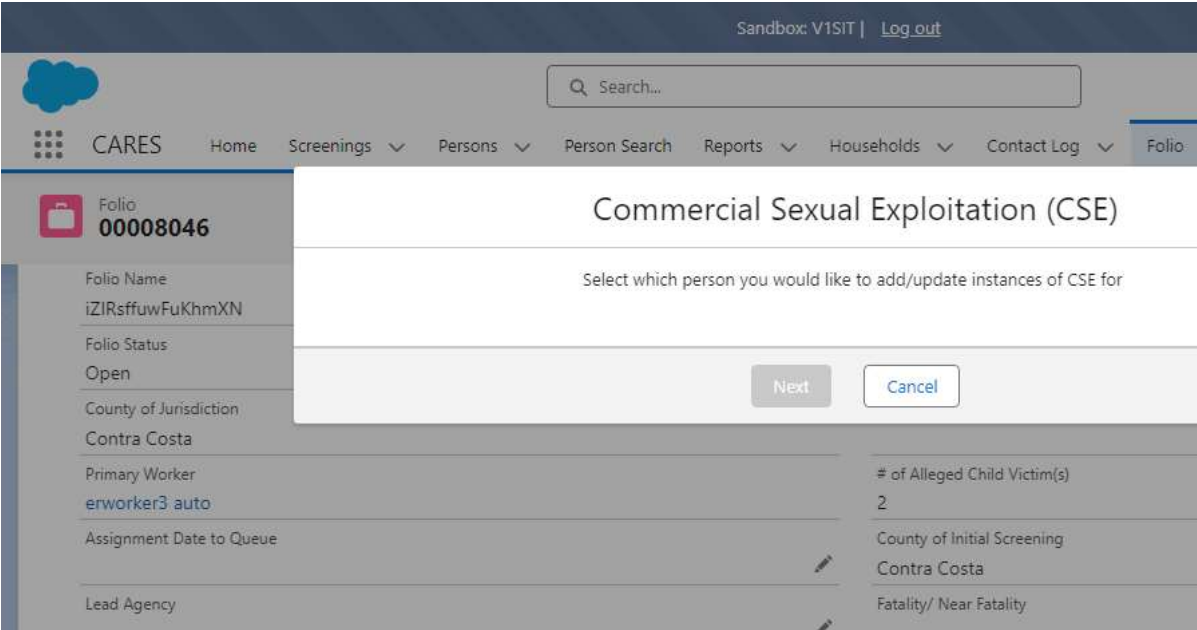 Sandbox: V1SIT | Log out
Search...
CARES Home Screenings Persons Person Search Reports Households Contact Log Folio
Folio
00008046
Commercial Sexual Exploitation (CSE)
Select which person you would like to add/update instances of CSE for
Next Cancel
Folio Name
iZIRsffuwFuKhmXN
Folio Status
Open
County of Jurisdiction
Contra Costa
Primary Worker
erworker3 auto
# of Alleged Child Victim(s)
2
Assignment Date to Queue
County of Initial Screening
Contra Costa
Lead Agency
Fatality/ Near Fatality